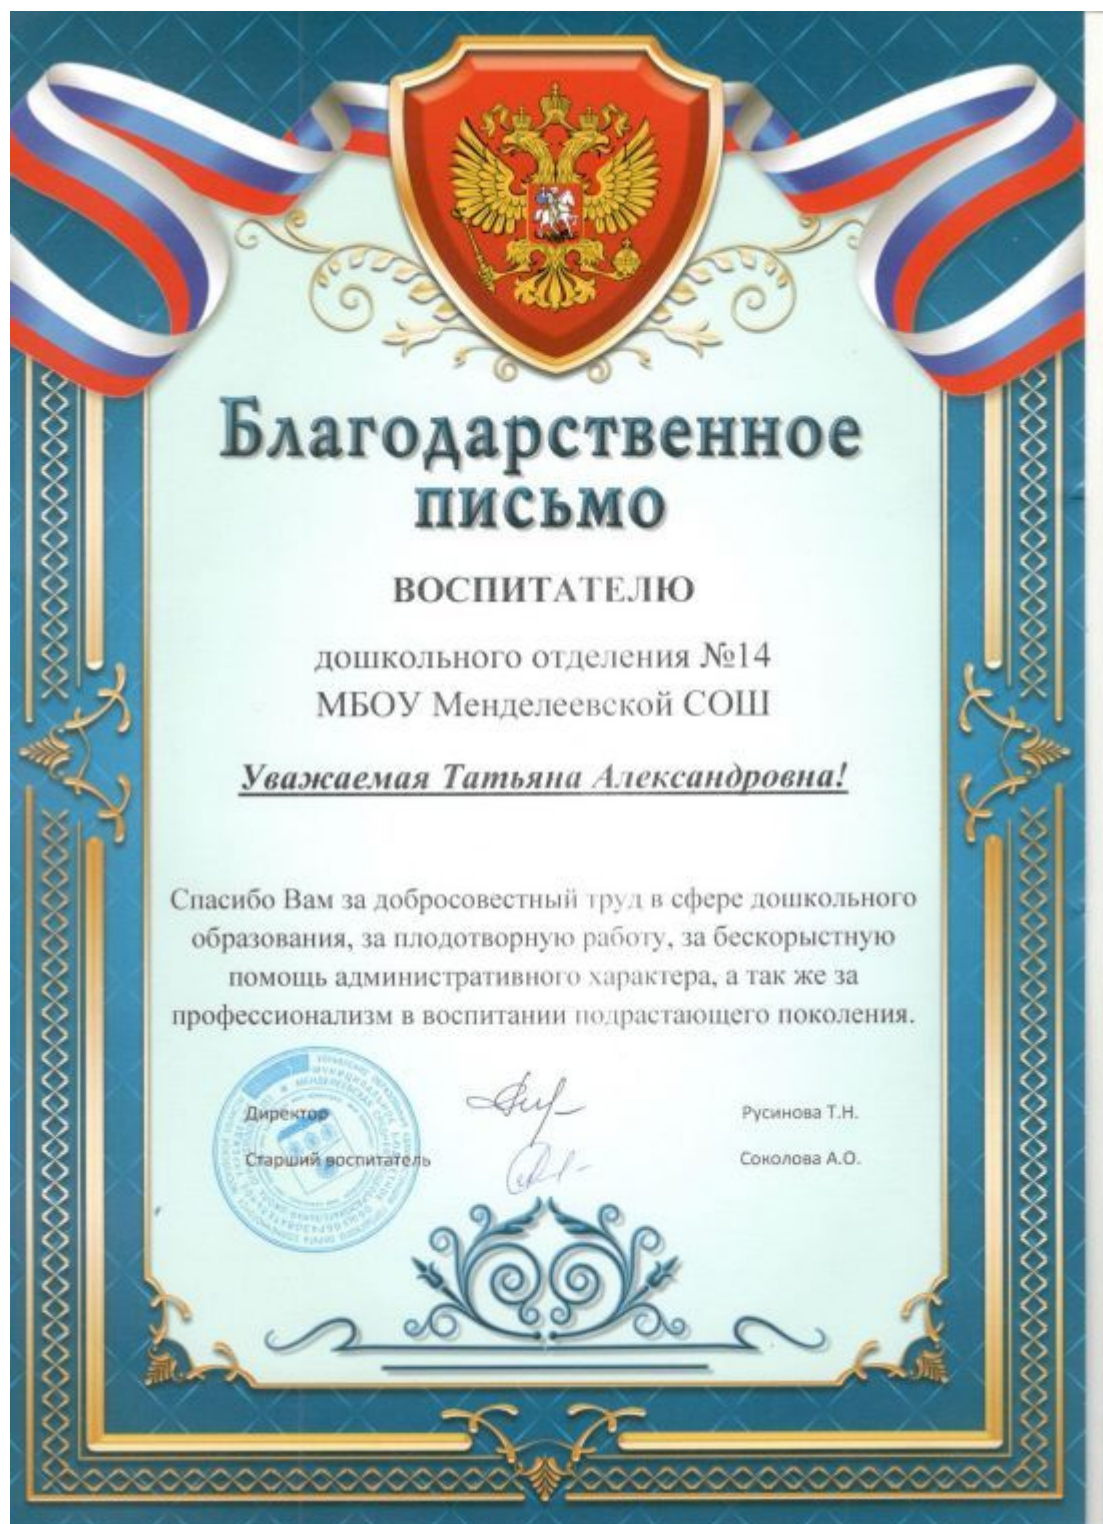 Благодарственное
письмо
ВОСПИТАТЕЛЮ
дошкольного отделения №14
МБОУ Менделеевской СОШ
Уважаемая Татьяна Александровна!
Спасибо Вам за добросовестный труд в сфере дошкольного
образования, за плодотворную работу, за бескорыстную
помощь административного характера, а так же за
профессионализм в воспитании подрастающего поколения.
Директор Русинова Т.Н.
Старший воспитатель Соколова А.О.